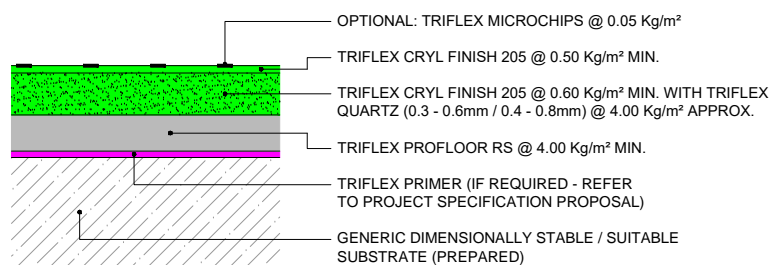 OPTIONAL: TRIFLEX MICROCHIPS @ 0.05 Kg/m²
TRIFLEX CRYL FINISH 205 @ 0.50 Kg/m² MIN.
TRIFLEX CRYL FINISH 205 @ 0.60 Kg/m² MIN. WITH TRIFLEX
QUARTZ (0.3 - 0.6mm / 0.4 - 0.8mm) @ 4.00 Kg/m² APPROX.
TRIFLEX PROFLOOR RS @ 4.00 Kg/m² MIN.
TRIFLEX PRIMER (IF REQUIRED - REFER
TO PROJECT SPECIFICATION PROPOSAL)
GENERIC DIMENSIONALLY STABLE / SUITABLE
SUBSTRATE (PREPARED)